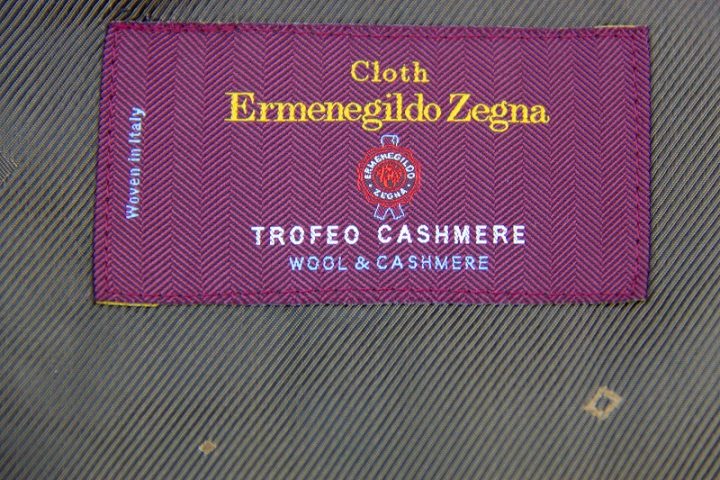 Cloth
Ermenegildo Zegna
ERMENEGILDO
ZEGNA
TROFEO CASHMERE
WOOL & CASHMERE
Woven in Italy